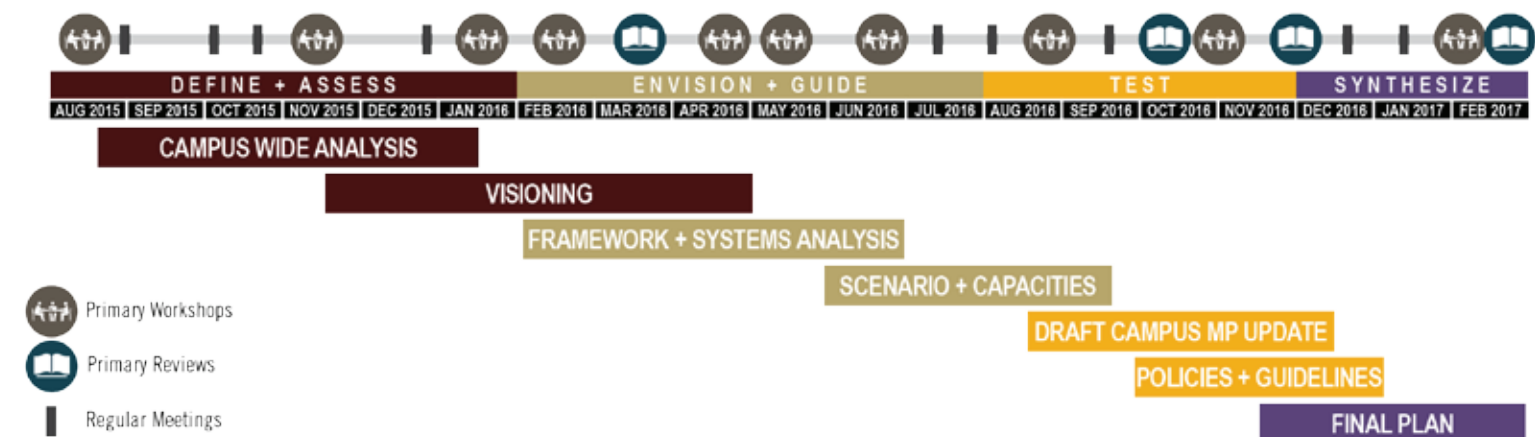 DEFINE + ASSESS ENVISION + GUIDE TEST SYNTHESIZE
AUG 2015 SEP 2015 OCT 2015 NOV 2015 DEC 2015 JAN 2016 FEB 2016 MAR 2016 APR 2016 MAY 2016 JUN 2016 JUL 2016 AUG 2016 SEP 2016 OCT 2016 NOV 2016 DEC 2016 JAN 2017 FEB 2017
CAMPUS WIDE ANALYSIS
VISIONING
FRAMEWORK + SYSTEMS ANALYSIS
SCENARIO + CAPACITIES
DRAFT CAMPUS MP UPDATE
POLICIES + GUIDELINES
FINAL PLAN
Primary Workshops
Primary Reviews
Regular Meetings